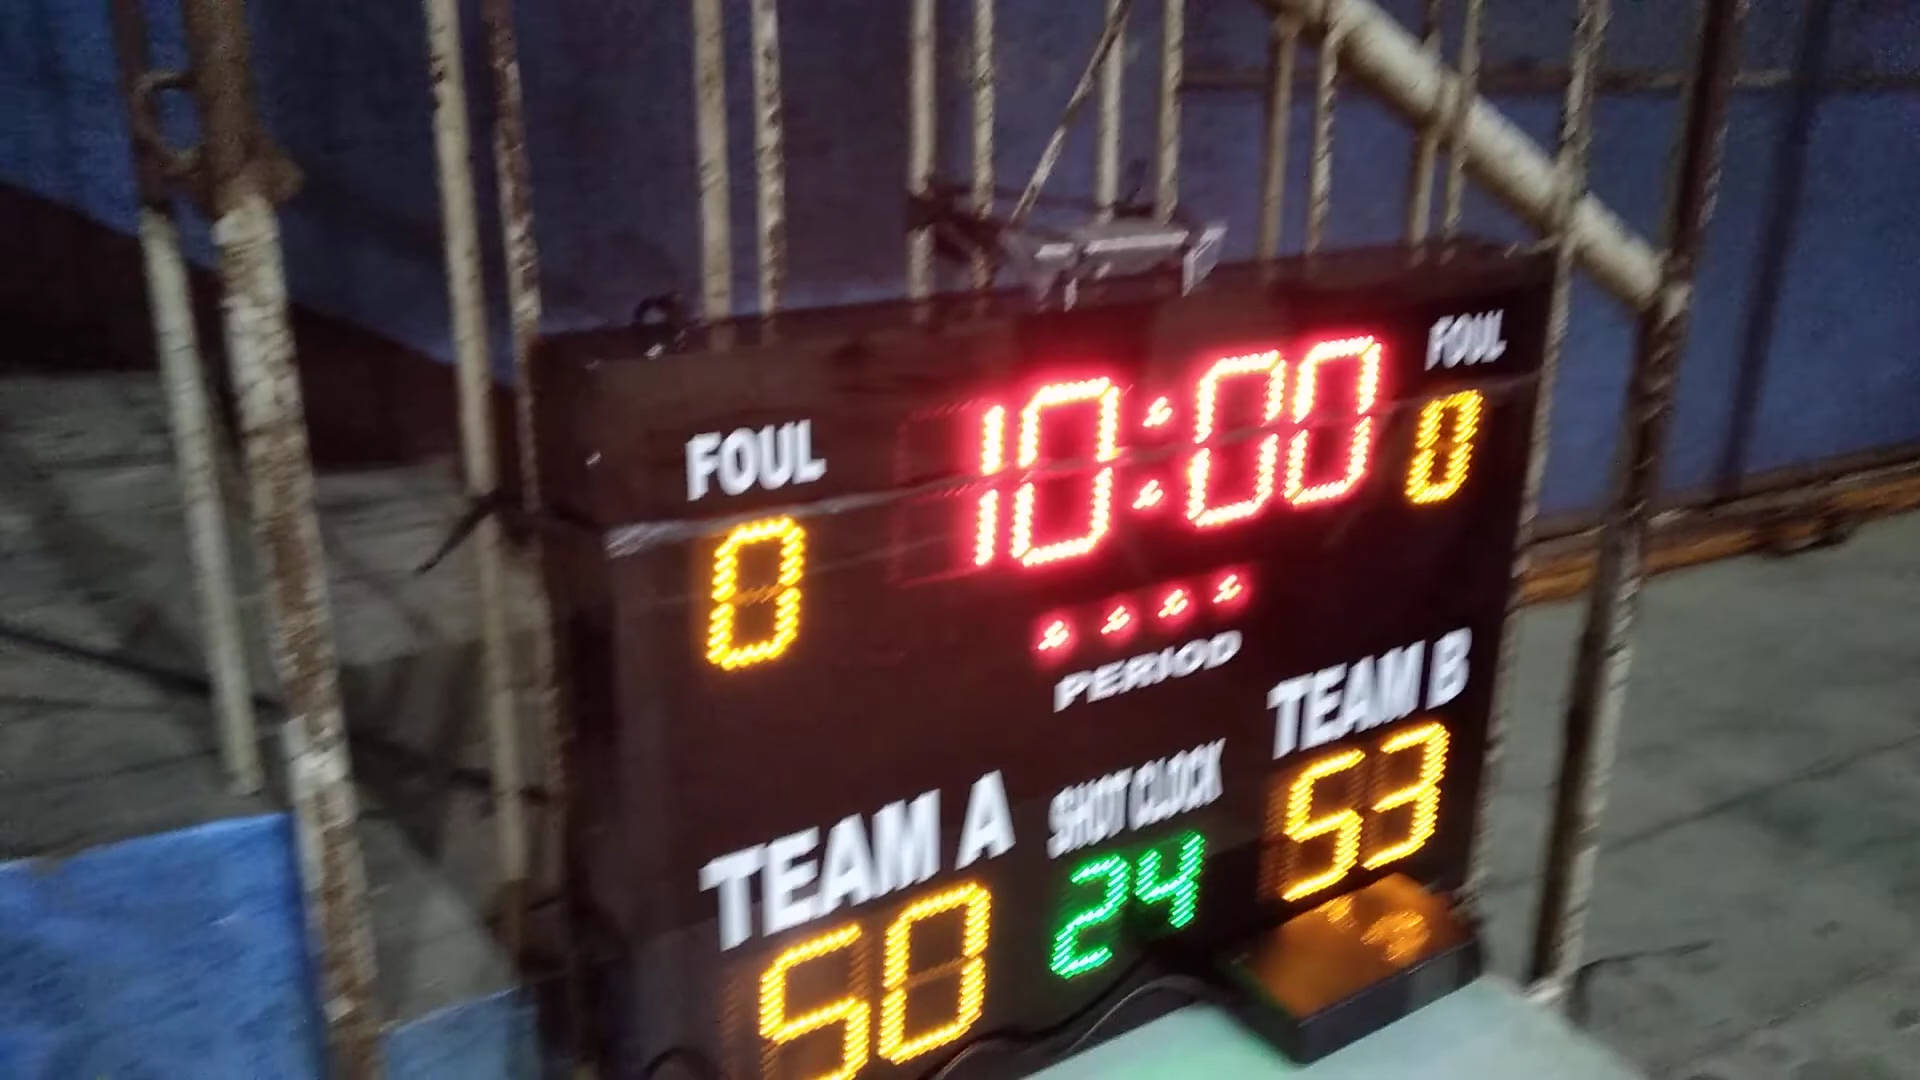 FOUL 10:00 FOUL
0 0
PERIOD
TEAM A SHOT CLOCK TEAM B
50 24 53